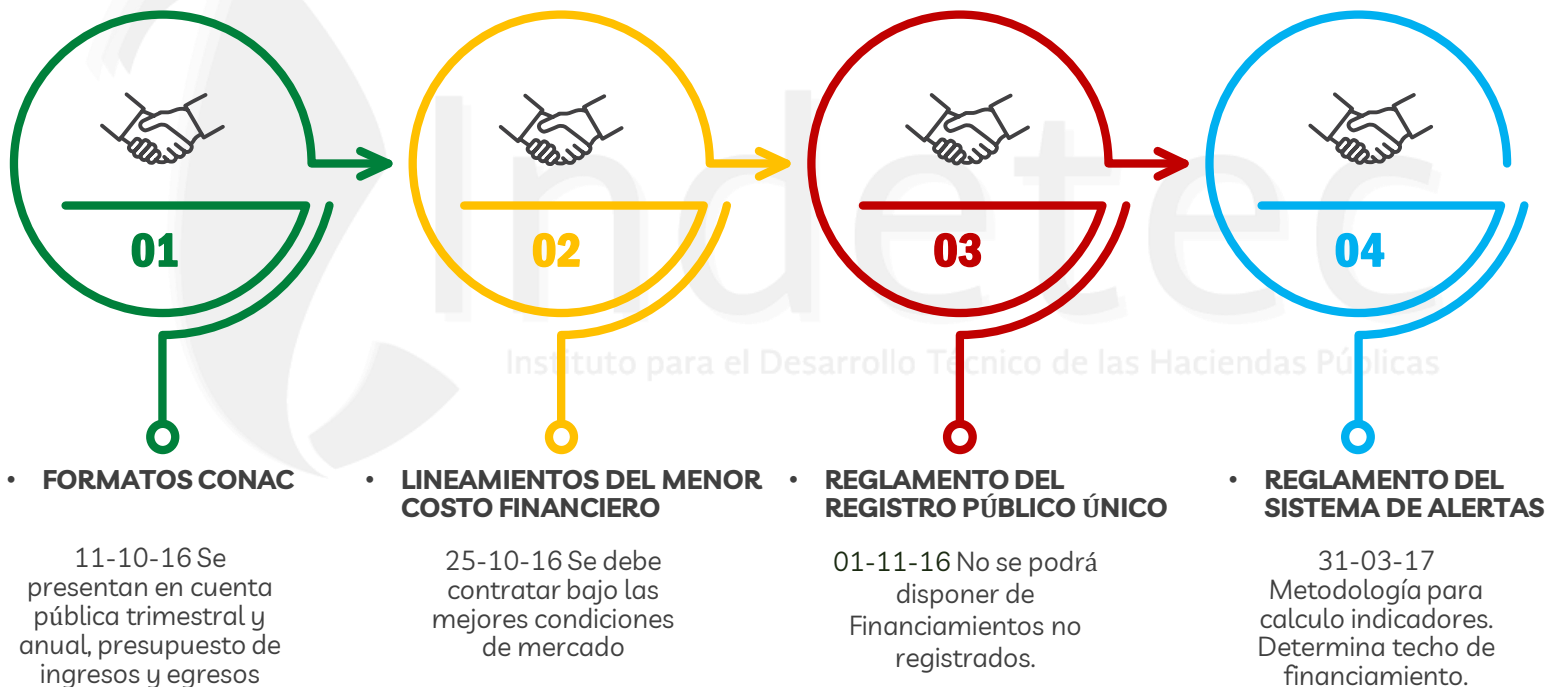 Indetec
Instituto para el Desarrollo Técnico de las Haciendas Públicas
01
02
03
04
• FORMATOS CONAC
11-10-16 Se
presentan en cuenta
pública trimestral y
anual, presupuesto de
ingresos y egresos
• LINEAMIENTOS DEL MENOR
COSTO FINANCIERO
25-10-16 Se debe
contratar bajo las
mejores condiciones
de mercado
• REGLAMENTO DEL
REGISTRO PÚBLICO ÚNICO
01-11-16 No se podrá
disponer de
Financiamientos no
registrados.
• REGLAMENTO DEL
SISTEMA DE ALERTAS
31-03-17
Metodología para
calculo indicadores.
Determina techo de
financiamiento.